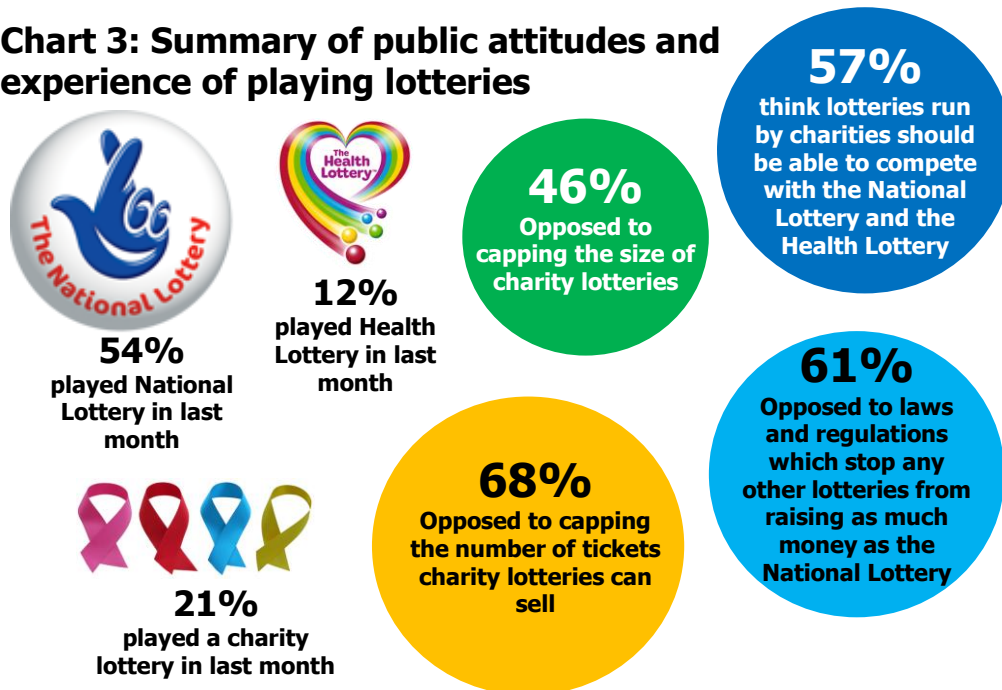 Chart 3: Summary of public attitudes and
experience of playing lotteries
The National Lottery
54%
played National
Lottery in last
month
The
Health
Lottery™
12%
played Health
Lottery in last
month
21%
played a charity
lottery in last month
46%
Opposed to
capping the size of
charity lotteries
57%
think lotteries run
by charities should
be able to compete
with the National
Lottery and the
Health Lottery
68%
Opposed to capping
the number of tickets
charity lotteries can
sell
61%
Opposed to laws
and regulations
which stop any
other lotteries from
raising as much
money as the
National Lottery